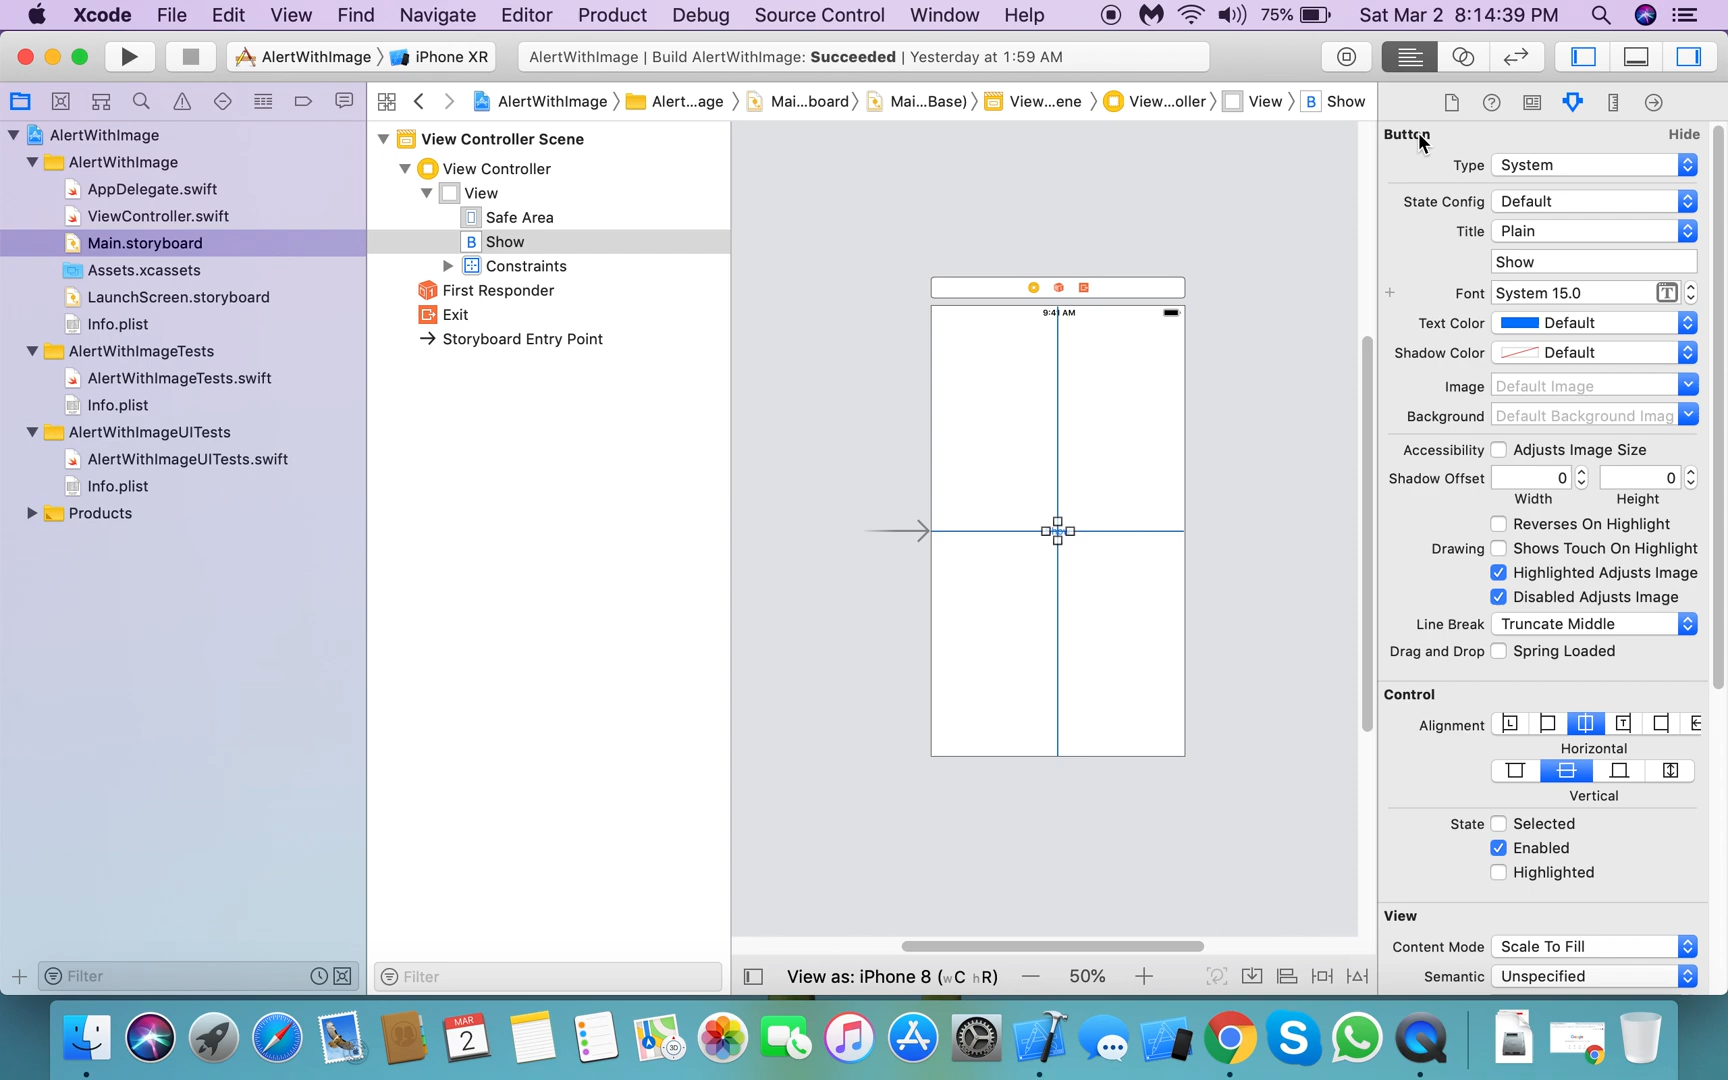 Xcode File Edit View Find Navigate Editor Product Debug Source Control Window Help 75% Sat Mar 2 8:14:39 PM
AlertWithImage iPhone XR AlertWithImage | Build AlertWithImage: Succeeded | Yesterday at 1:59 AM
AlertWithImage Alert...age Mai...board Mai...Base) View...ene View...oller View B Show
AlertWithImage
AlertWithImage
AppDelegate.swift
ViewController.swift
Main.storyboard
Assets.xcassets
LaunchScreen.storyboard
Info.plist
AlertWithImageTests
AlertWithImageTests.swift
Info.plist
AlertWithImageUITests
AlertWithImageUITests.swift
Info.plist
Products
Filter
View Controller Scene
View Controller
View
Safe Area
B Show
Constraints
First Responder
Exit
Storyboard Entry Point
Filter
9:41 AM
View as: iPhone 8 (wC hR) 50%
Button Hide
Type System
State Config Default
Title Plain
Show
Font System 15.0 T
Text Color Default
Shadow Color Default
Image Default Image
Background Default Background Imag
Accessibility Adjusts Image Size
Shadow Offset 0 0
Width Height
Reverses On Highlight
Drawing Shows Touch On Highlight
Highlighted Adjusts Image
Disabled Adjusts Image
Line Break Truncate Middle
Drag and Drop Spring Loaded
Control
Alignment L T
Horizontal
Vertical
State Selected
Enabled
Highlighted
View
Content Mode Scale To Fill
Semantic Unspecified
MAR
2
3D